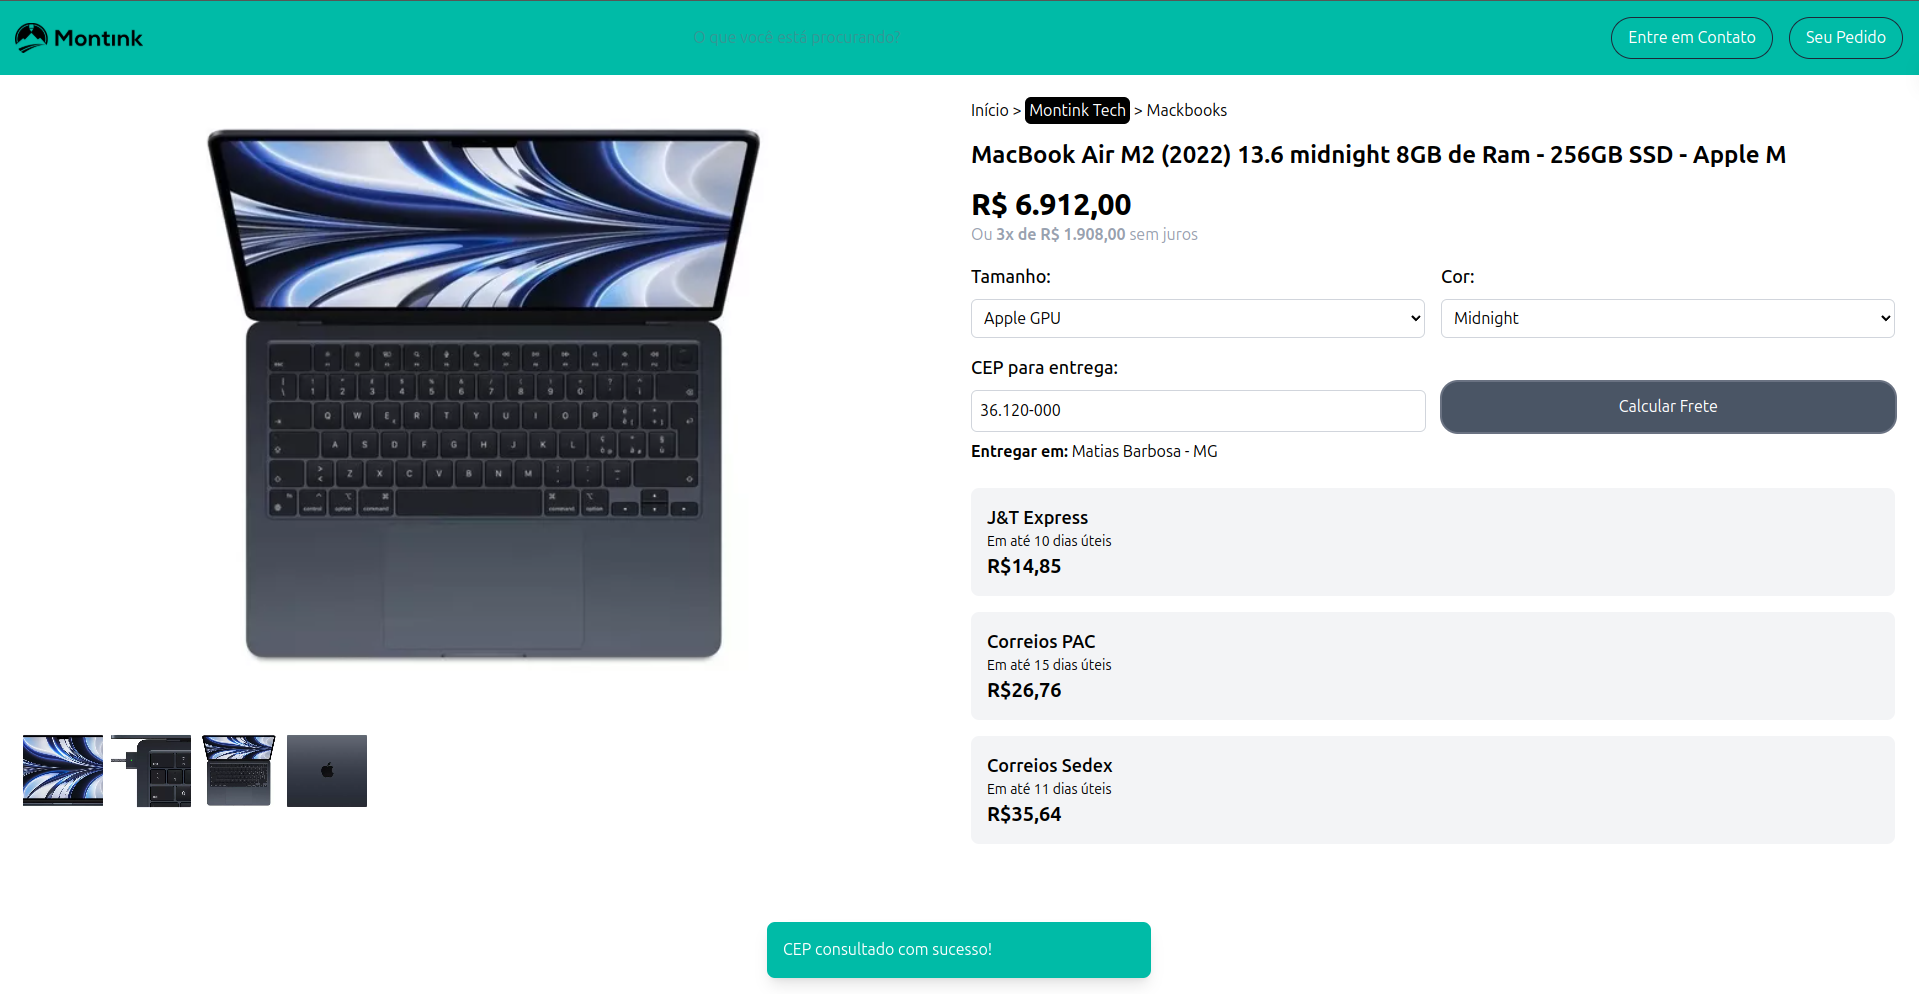 Montink
O que você está procurando?
Entre em Contato
Seu Pedido
Início > Montink Tech > Mackbooks
MacBook Air M2 (2022) 13.6 midnight 8GB de Ram - 256GB SSD - Apple M
R$ 6.912,00
Ou 3x de R$ 1.908,00 sem juros
Tamanho:
Cor:
Apple GPU
Midnight
CEP para entrega:
36.120-000
Calcular Frete
Entregar em: Matias Barbosa - MG
J&T Express
Em até 10 dias úteis
R$14,85
Correios PAC
Em até 15 dias úteis
R$26,76
Correios Sedex
Em até 11 dias úteis
R$35,64
CEP consultado com sucesso!